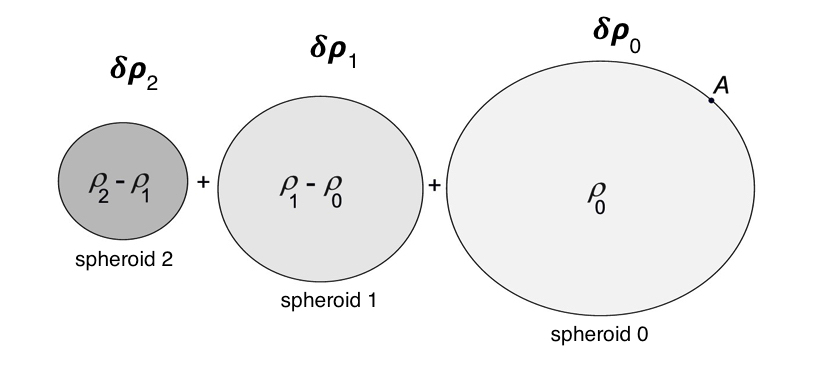 δρ₂
δρ₁
δρ₀
A
ρ₂ - ρ₁
+
ρ₁ - ρ₀
+
ρ₀
spheroid 2
spheroid 1
spheroid 0